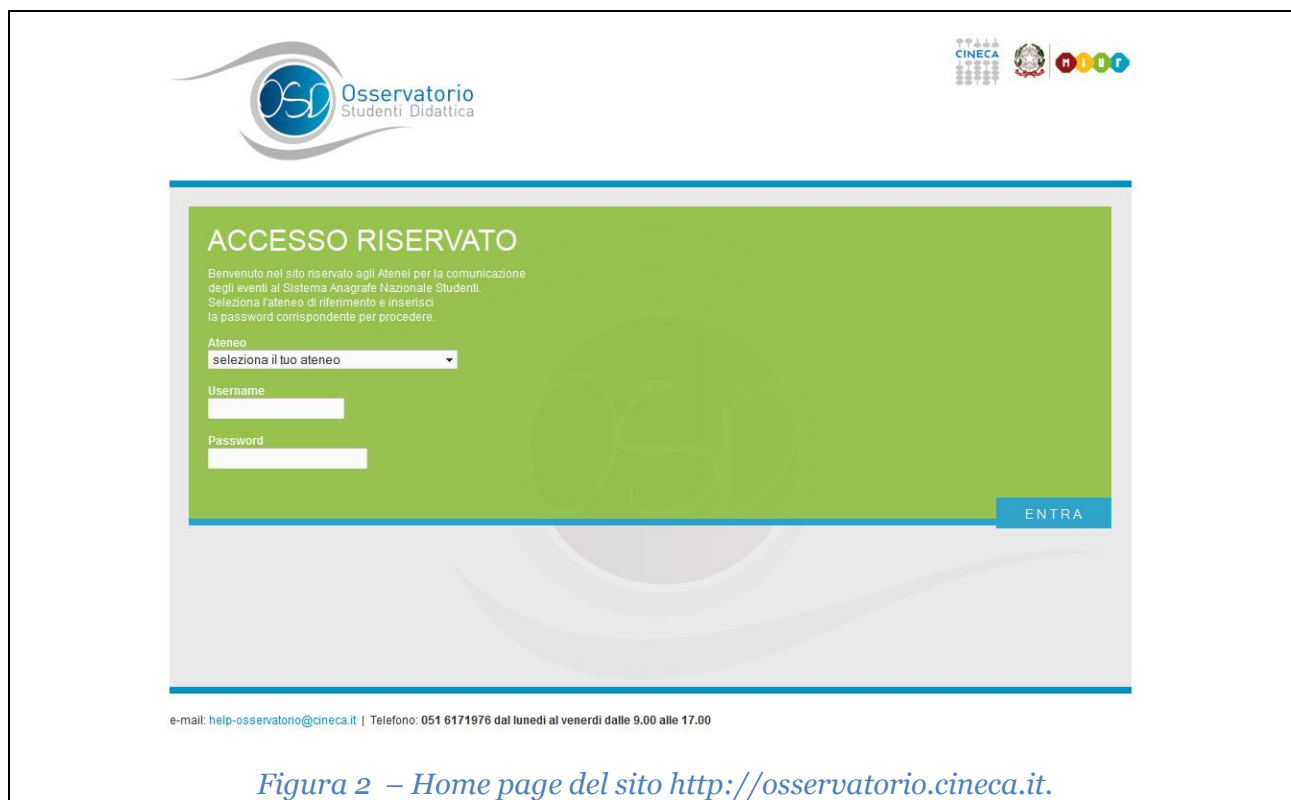 OSD
Osservatorio
Studenti Didattica
CINECA
MIUR
ACCESSO RISERVATO
Benvenuto nel sito riservato agli Atenei per la comunicazione
degli eventi al Sistema Anagrafe Nazionale Studenti.
Seleziona l'ateneo di riferimento e inserisci
la password corrispondente per procedere.
Ateneo
seleziona il tuo ateneo
Username
Password
OSD
ENTRA
e-mail: help-osservatorio@cineca.it | Telefono: 051 6171976 dal lunedì al venerdì dalle 9.00 alle 17.00
Figura 2 – Home page del sito http://osservatorio.cineca.it.